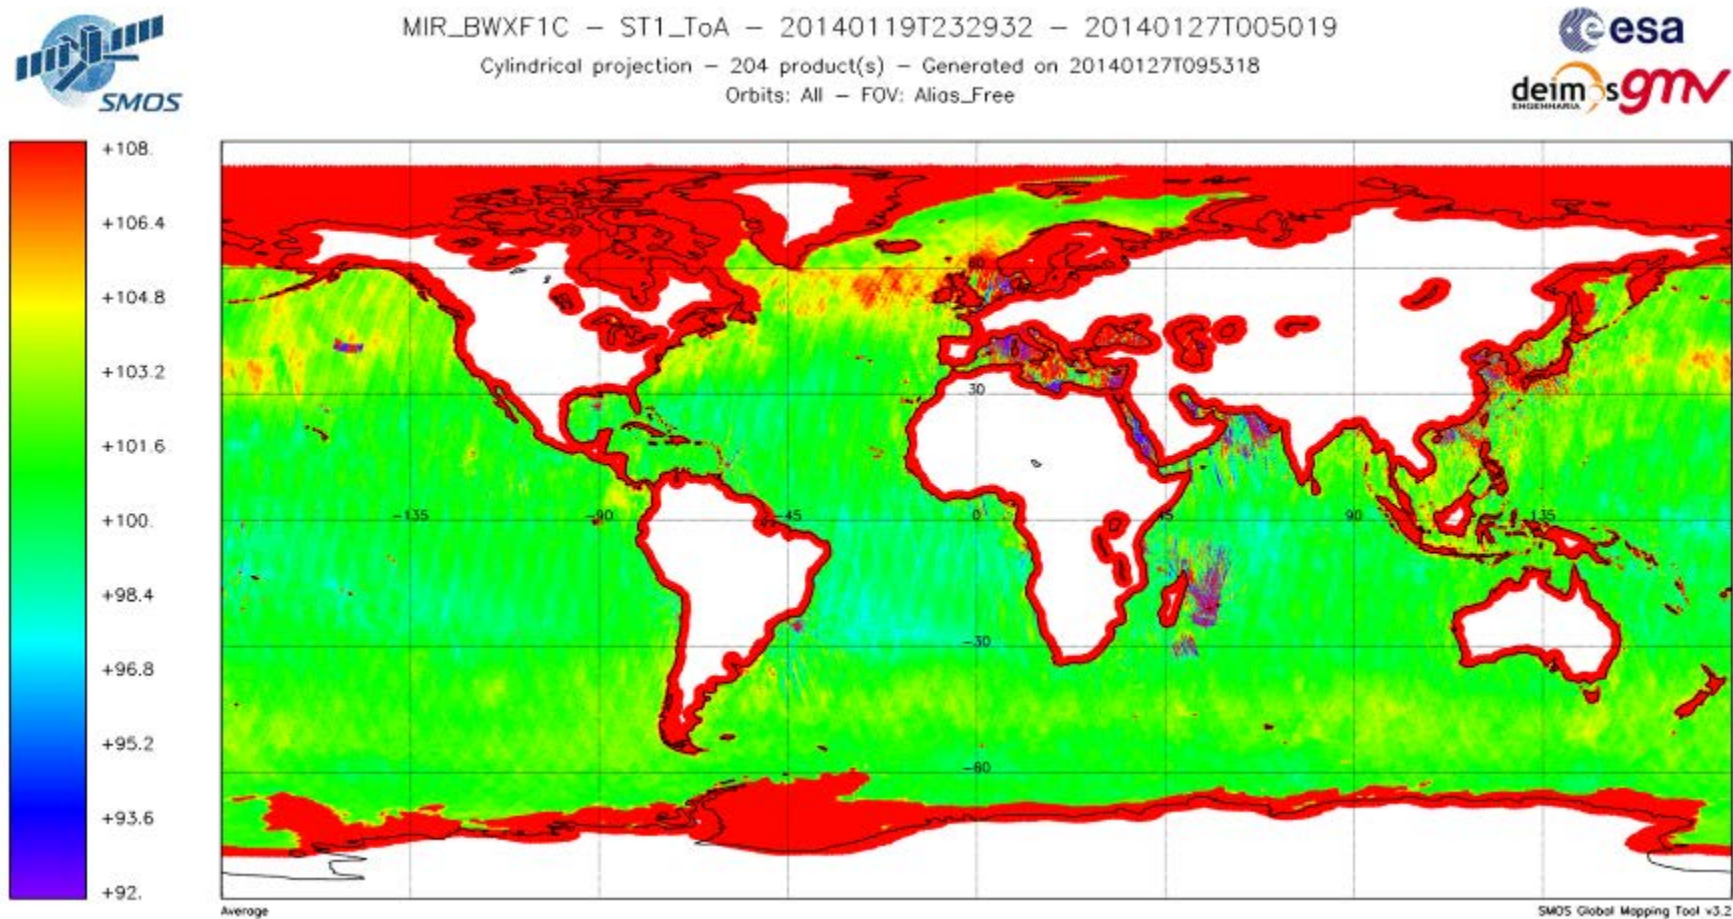 MIR_BWXF1C – ST1_ToA – 20140119T232932 – 20140127T005019
Cylindrical projection – 204 product(s) – Generated on 20140127T095318
Orbits: All – FOV: Alias_Free
SMOS
esa
deimos
ENGENHARIA
gmv
+108.
+106.4
+104.8
+103.2
+101.6
+100.
+98.4
+96.8
+95.2
+93.6
+92.
60
30
-135
-90
-45
0
45
90
135
-30
-60
Average
SMOS Global Mapping Tool v3.2